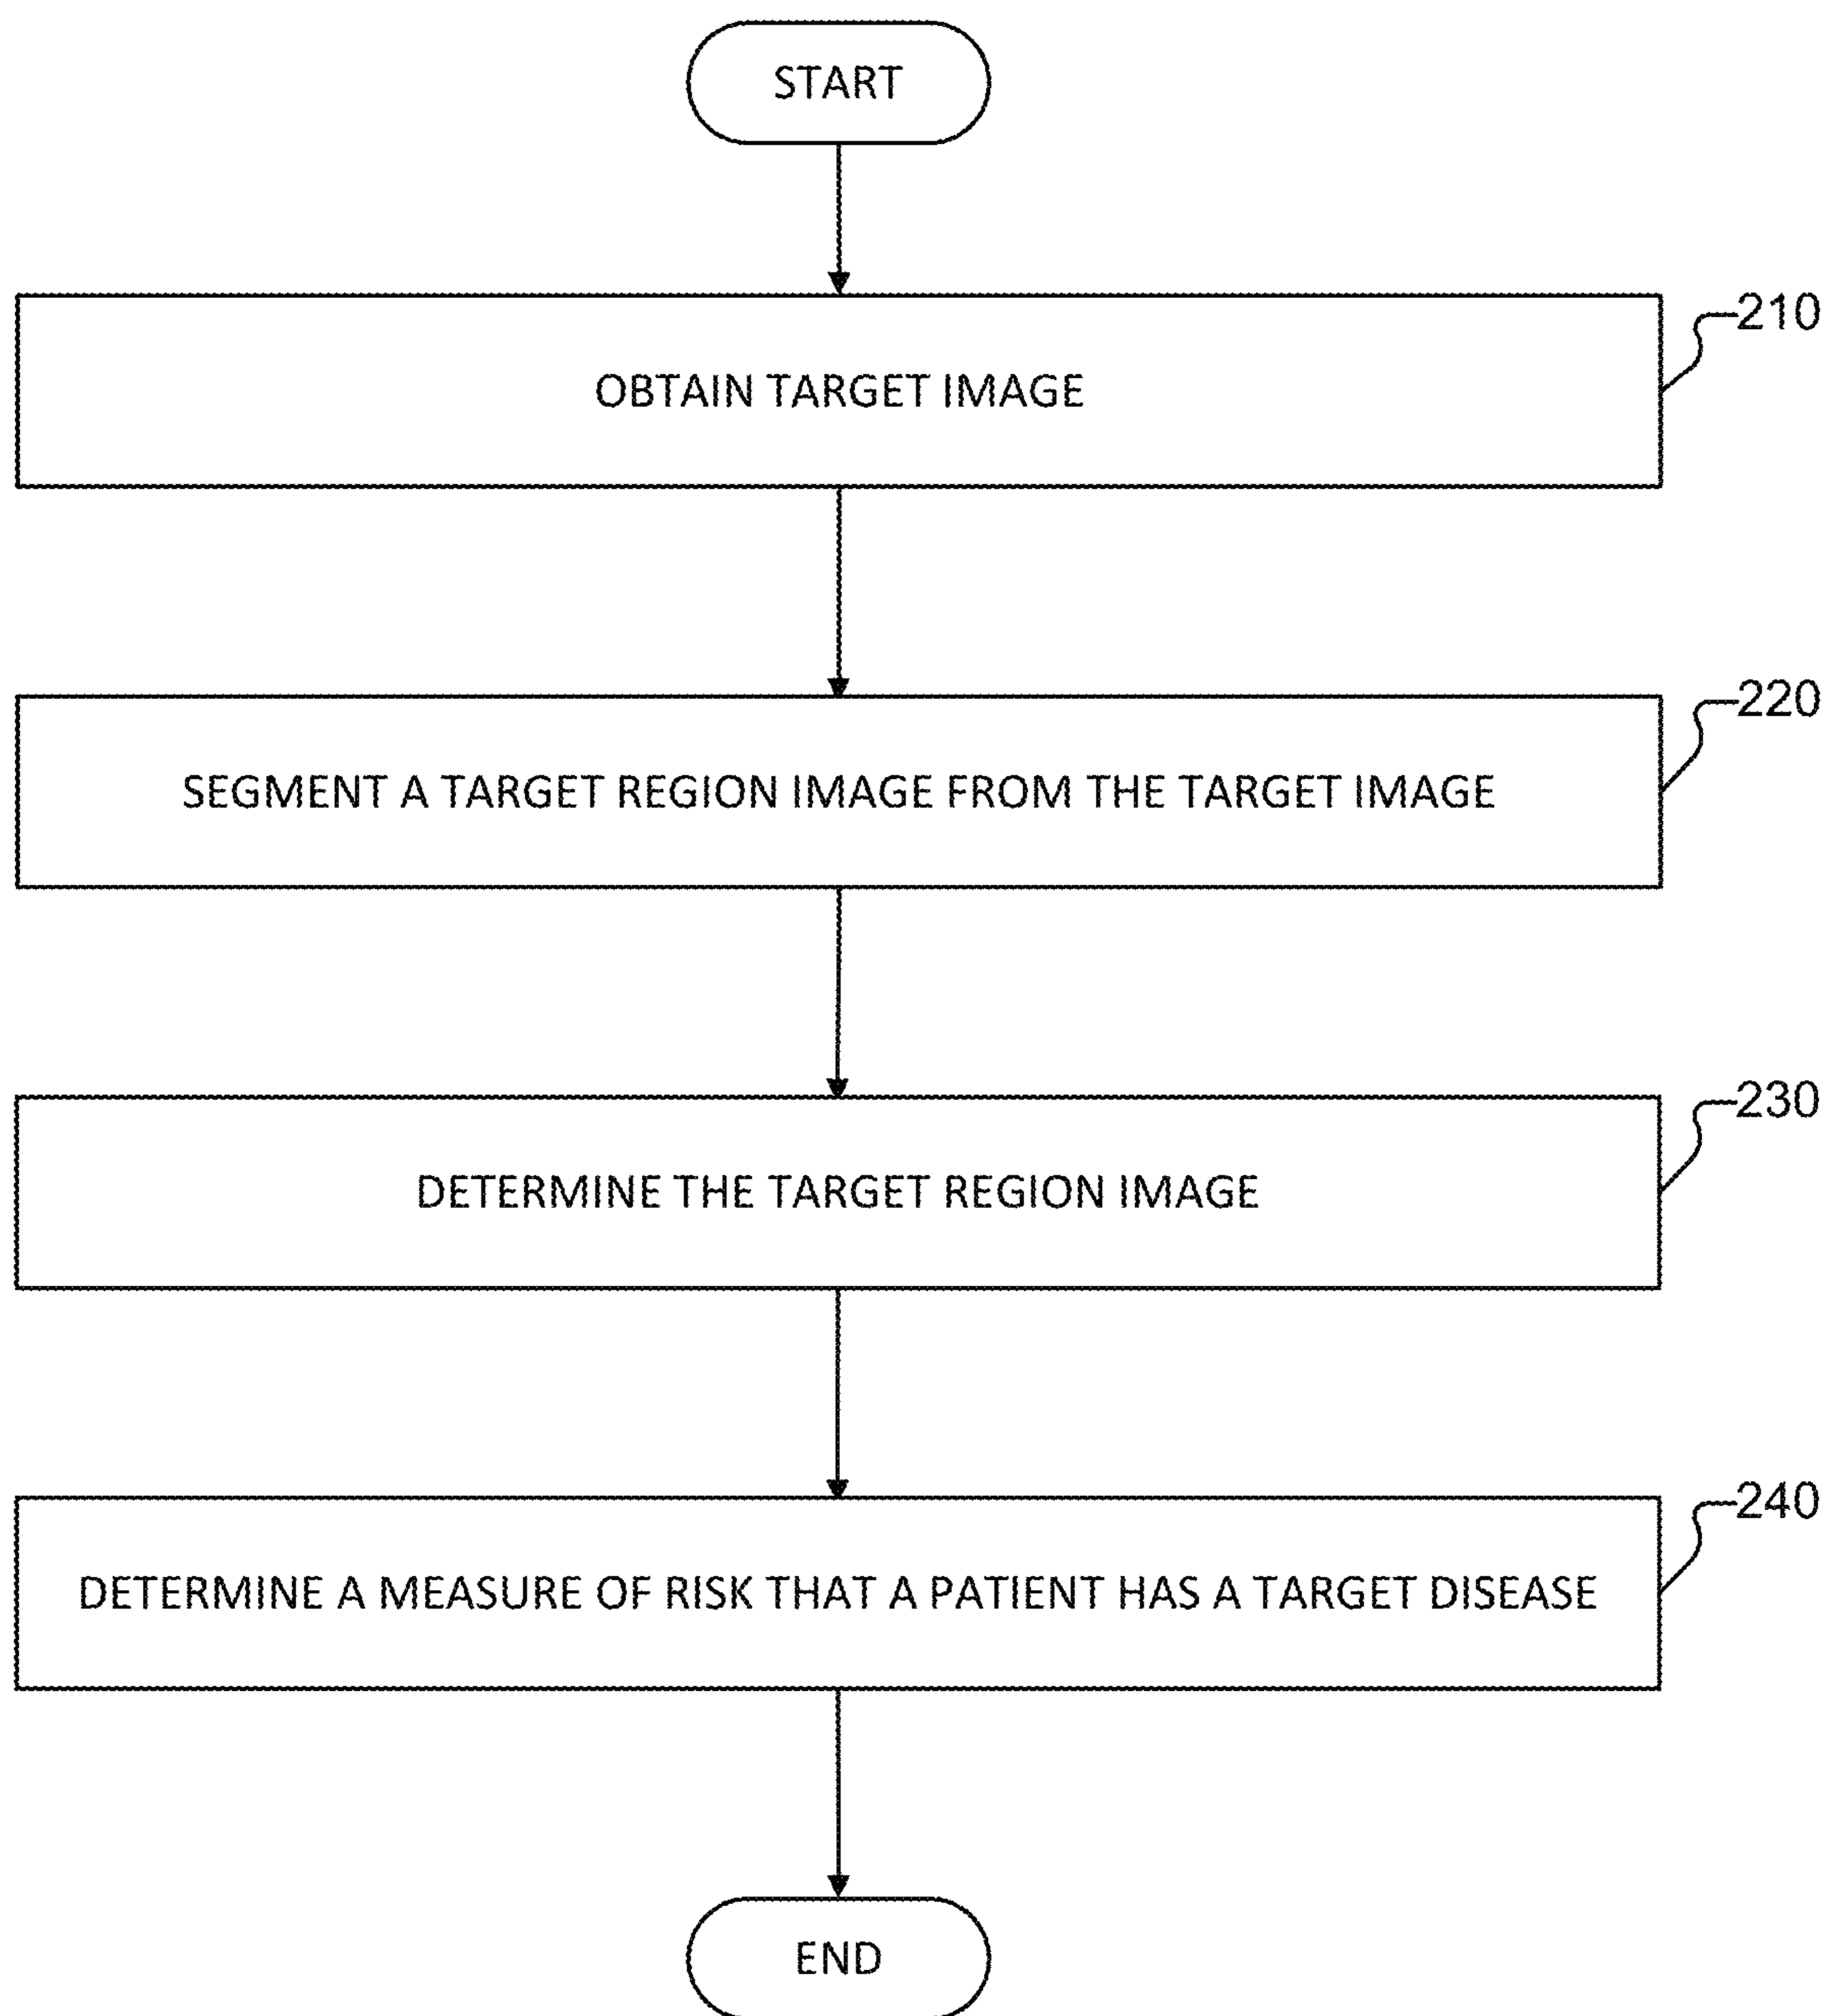 START
OBTAIN TARGET IMAGE
210
SEGMENT A TARGET REGION IMAGE FROM THE TARGET IMAGE
220
DETERMINE THE TARGET REGION IMAGE
230
DETERMINE A MEASURE OF RISK THAT A PATIENT HAS A TARGET DISEASE
240
END